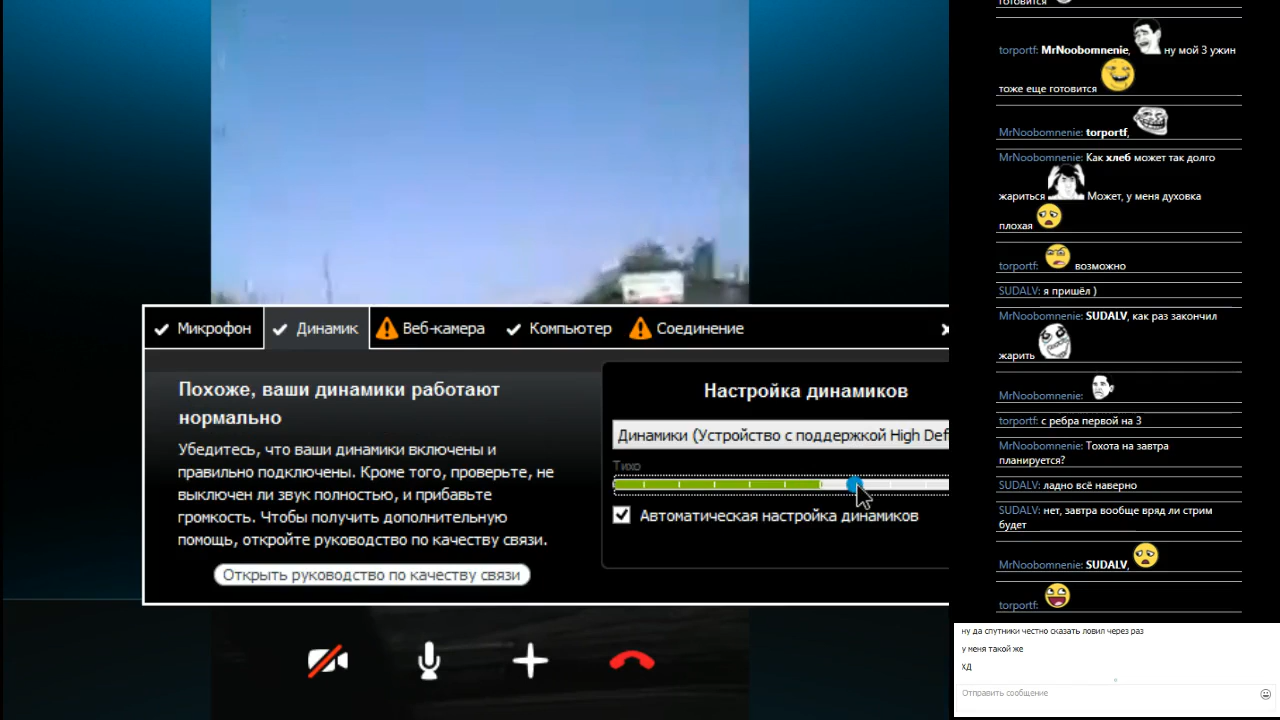 готовится
torportf: MrNoobomnenie, ну мой 3 ужин
тоже еще готовится
MrNoobomnenie: torportf,
MrNoobomnenie: Как хлеб может так долго
жариться Может, у меня духовка
плохая
torportf: возможно
SUDALV: я пришёл )
MrNoobomnenie: SUDALV, как раз закончил
жарить
MrNoobomnenie:
torportf: с ребра первой на 3
MrNoobomnenie: Тохота на завтра
планируется?
SUDALV: ладно всё наверно
SUDALV: нет, завтра вообще вряд ли стрим
будет
MrNoobomnenie: SUDALV,
torportf:
Микрофон Динамик Веб-камера Компьютер Соединение
Похоже, ваши динамики работают
нормально
Убедитесь, что ваши динамики включены и
правильно подключены. Кроме того, проверьте, не
выключен ли звук полностью, и прибавьте
громкость. Чтобы получить дополнительную
помощь, откройте руководство по качеству связи.
Открыть руководство по качеству связи
Настройка динамиков
Динамики (Устройство с поддержкой High Def
Тихо
Автоматическая настройка динамиков
ну да спутники честно сказать ловил через раз
у меня такой же
ХД
Отправить сообщение